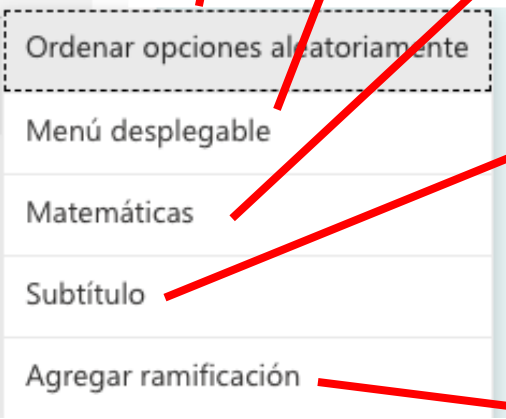 Ordenar opciones aleatoriamente
Menú desplegable
Matemáticas
Subtítulo
Agregar ramificación